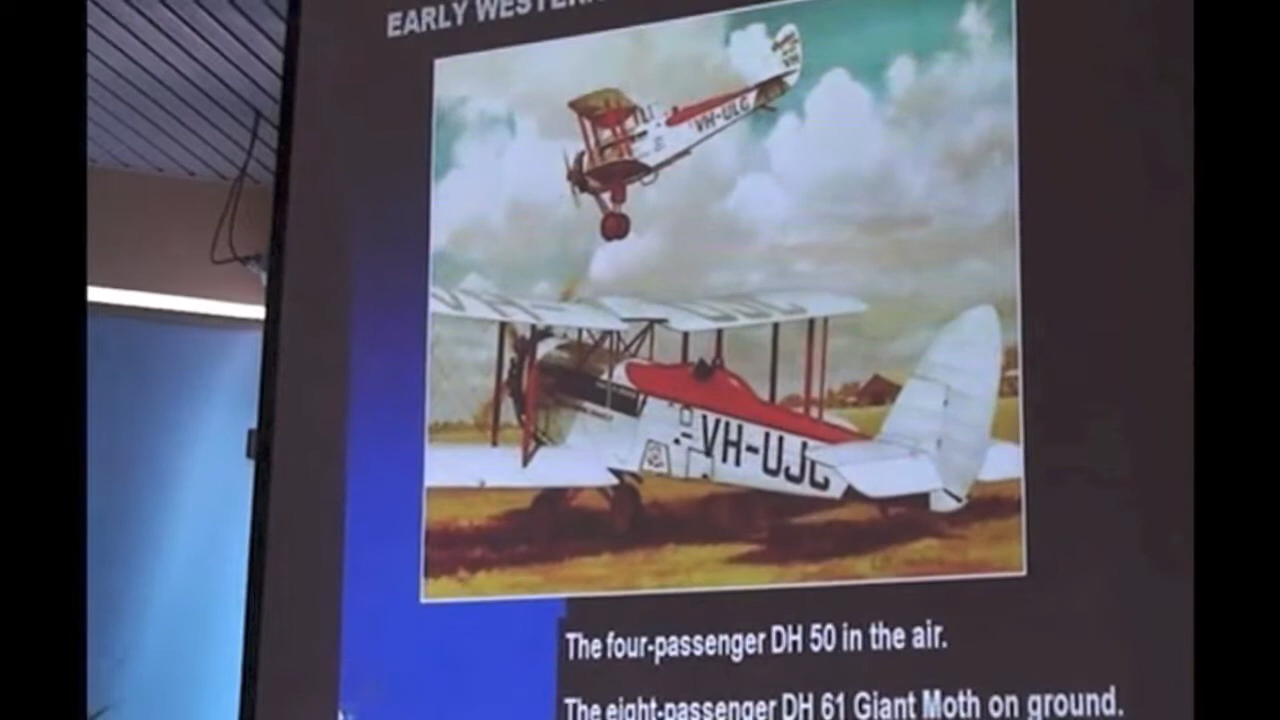 EARLY WESTERN
VH-ULG
VH-UJC
The four-passenger DH 50 in the air.
The eight-passenger DH 61 Giant Moth on ground.